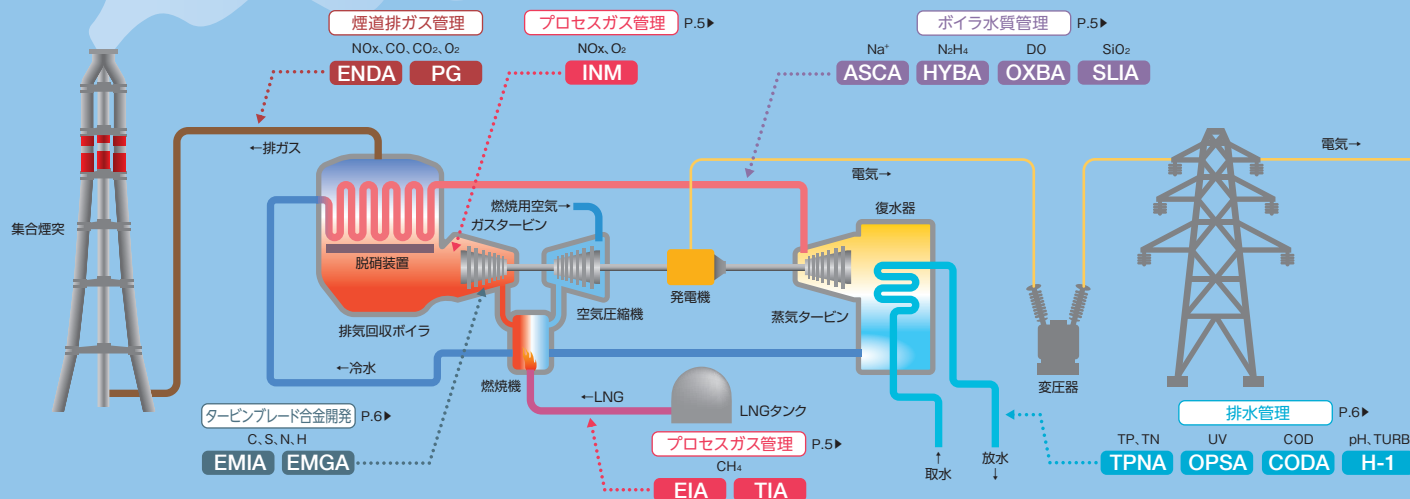 煙道排ガス管理
NOx、CO、CO₂、O₂
ENDA PG
プロセスガス管理 P.5▶
NOx、O₂
INM
ボイラ水質管理 P.5▶
Na⁺ N₂H₄ DO SiO₂
ASCA HYBA OXBA SLIA
←排ガス
電気→
電気→
集合煙突
燃焼用空気→
ガスタービン
復水器
脱硝装置
発電機
空気圧縮機
蒸気タービン
排気回収ボイラ
←冷水
燃焼機
←LNG
LNGタンク
変圧器
タービンブレード合金開発 P.6▶
C、S、N、H
EMIA EMGA
プロセスガス管理 P.5▶
CH₄
EIA TIA
↑
取水
放水
↓
排水管理 P.6▶
TP、TN UV COD pH、TURB
TPNA OPSA CODA H-1